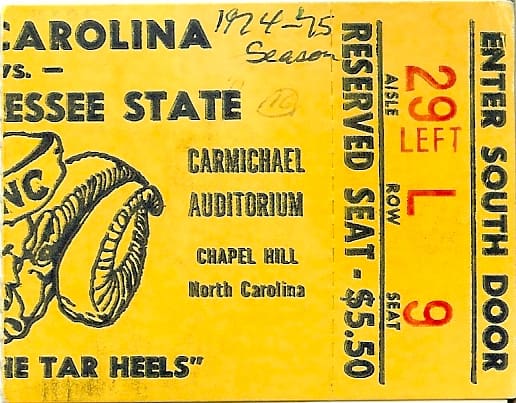 CAROLINA
1974-75
Season
vs. -
ESSEE STATE
10
CARMICHAEL
AUDITORIUM
CHAPEL HILL
North Carolina
NC
HE TAR HEELS"
RESERVED SEAT - $5.50
AISLE 29 LEFT
ROW L
SEAT 9
ENTER SOUTH DOOR